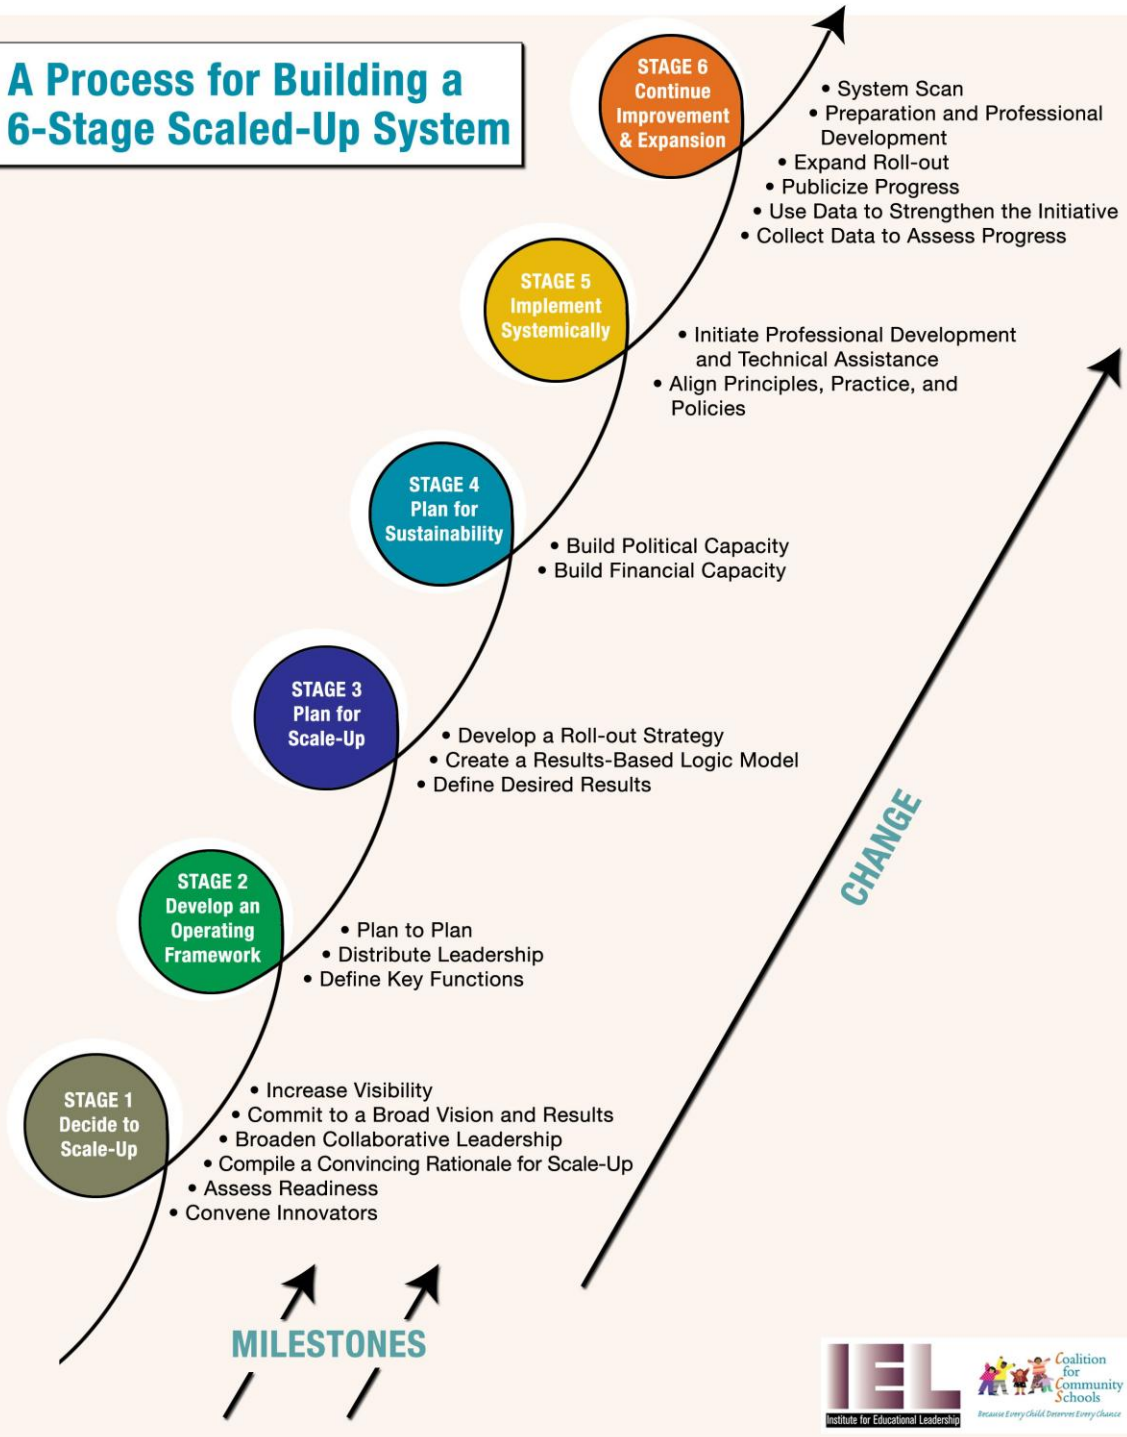 A Process for Building a
6-Stage Scaled-Up System
STAGE 6
Continue
Improvement
& Expansion
• System Scan
• Preparation and Professional
Development
• Expand Roll-out
• Publicize Progress
• Use Data to Strengthen the Initiative
• Collect Data to Assess Progress
STAGE 5
Implement
Systemically
• Initiate Professional Development
and Technical Assistance
• Align Principles, Practice, and
Policies
STAGE 4
Plan for
Sustainability
• Build Political Capacity
• Build Financial Capacity
STAGE 3
Plan for
Scale-Up
• Develop a Roll-out Strategy
• Create a Results-Based Logic Model
• Define Desired Results
CHANGE
STAGE 2
Develop an
Operating
Framework
• Plan to Plan
• Distribute Leadership
• Define Key Functions
STAGE 1
Decide to
Scale-Up
• Increase Visibility
• Commit to a Broad Vision and Results
• Broaden Collaborative Leadership
• Compile a Convincing Rationale for Scale-Up
• Assess Readiness
• Convene Innovators
MILESTONES
IEL
Institute for Educational Leadership
Coalition
for
Community
Schools
Because Every Child Deserves Every Chance